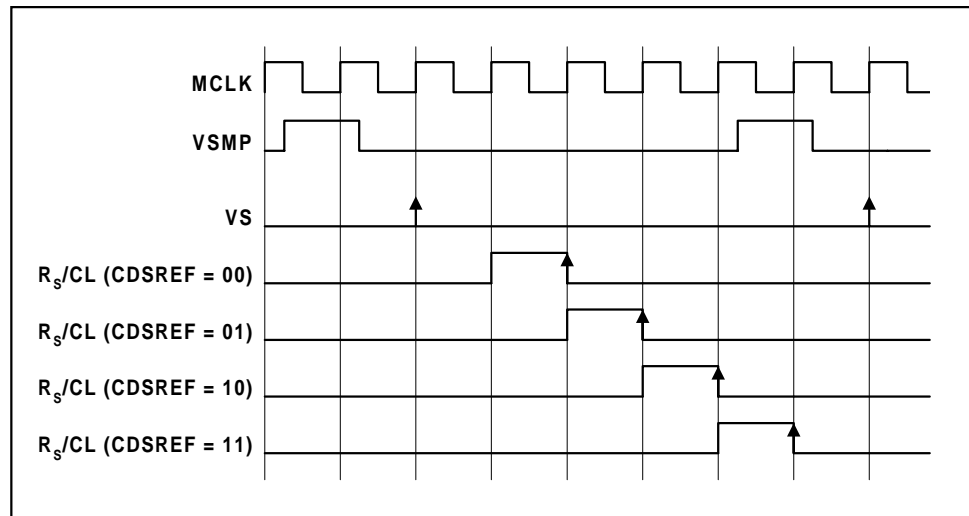 MCLK
VSMP
VS
RS/CL (CDSREF = 00)
RS/CL (CDSREF = 01)
RS/CL (CDSREF = 10)
RS/CL (CDSREF = 11)